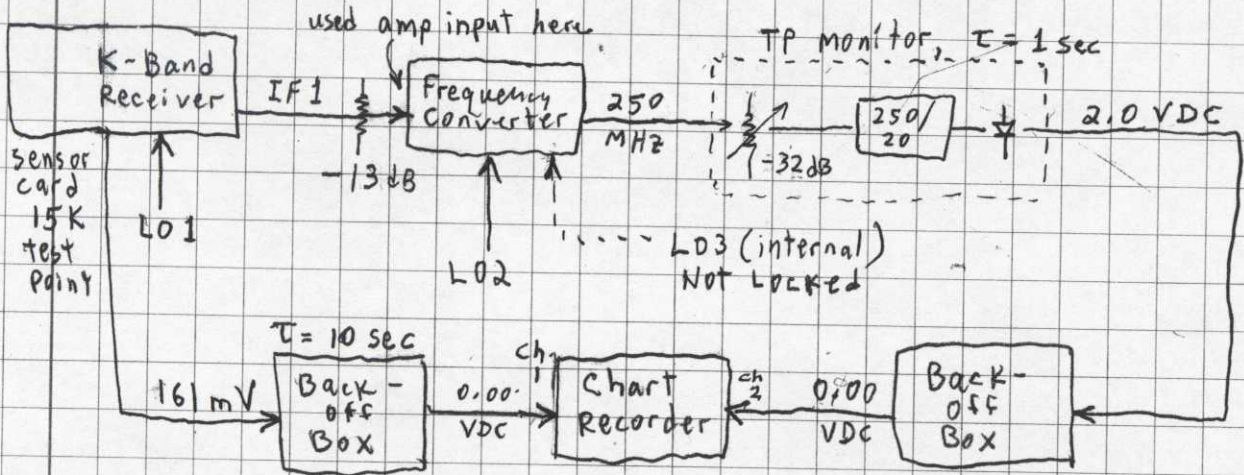 used amp input here
TP monitor, τ = 1 sec
K-Band
Receiver
IF1
-13 dB
Frequency
Converter
250
MHz
-32 dB
250/
20
2.0 VDC
sensor
card
15K
test
point
LO1
LO2
LO3 (internal)
Not Locked
τ = 10 sec
161 mV
Back-
off
Box
0.00
VDC
ch
1
Chart
Recorder
ch
2
0.00
VDC
Back-
off
Box